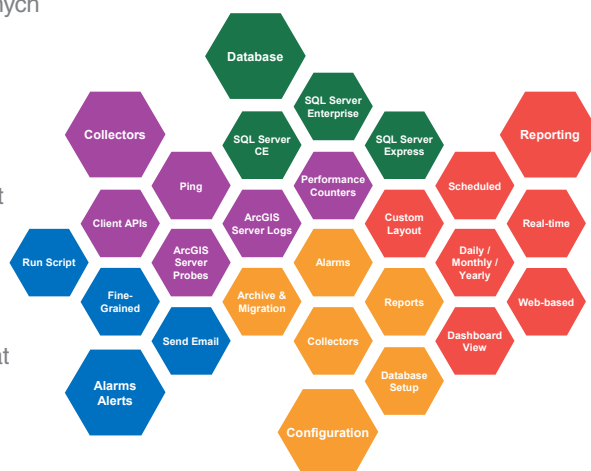 ych
t
at
Database
SQL Server
Enterprise
Collectors
SQL Server
CE
SQL Server
Express
Reporting
Ping
Performance
Counters
Scheduled
Client APIs
ArcGIS
Server Logs
Custom
Layout
Real-time
Run Script
ArcGIS
Server
Probes
Alarms
Daily /
Monthly /
Yearly
Fine-
Grained
Archive &
Migration
Reports
Web-based
Send Email
Collectors
Dashboard
View
Alarms
Alerts
Database
Setup
Configuration